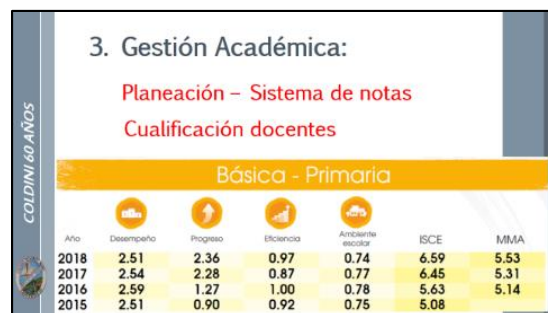 3. Gestión Académica:
Planeación – Sistema de notas
Cualificación docentes
COLDINI 60 AÑOS
Básica - Primaria
Año Desempeño Progreso Eficiencia Ambiente escolar ISCE MMA
2018 2.51 2.36 0.97 0.74 6.59 5.53
2017 2.54 2.28 0.87 0.77 6.45 5.31
2016 2.59 1.27 1.00 0.78 5.63 5.14
2015 2.51 0.90 0.92 0.75 5.08